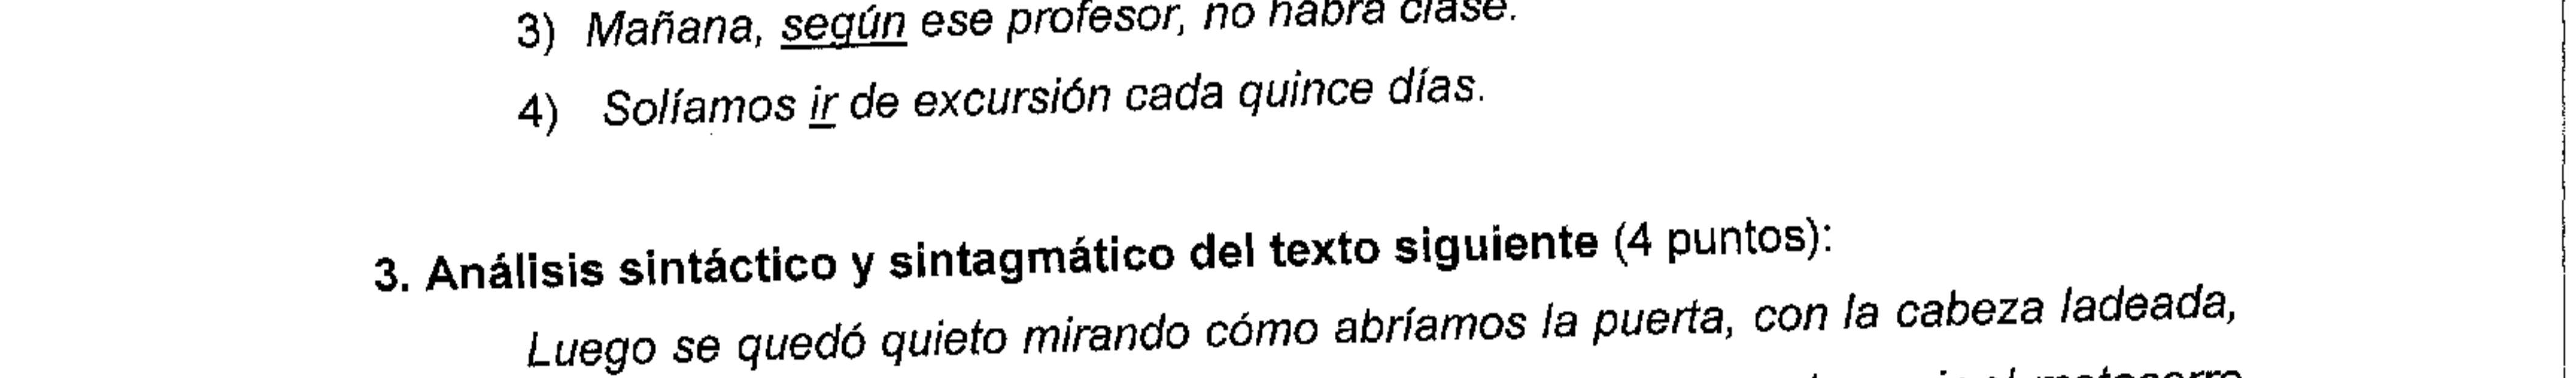 3) Mañana, según ese profesor, no habrá clase.
4) Solíamos ir de excursión cada quince días.
3. Análisis sintáctico y sintagmático del texto siguiente (4 puntos):
Luego se quedó quieto mirando cómo abríamos la puerta, con la cabeza ladeada,